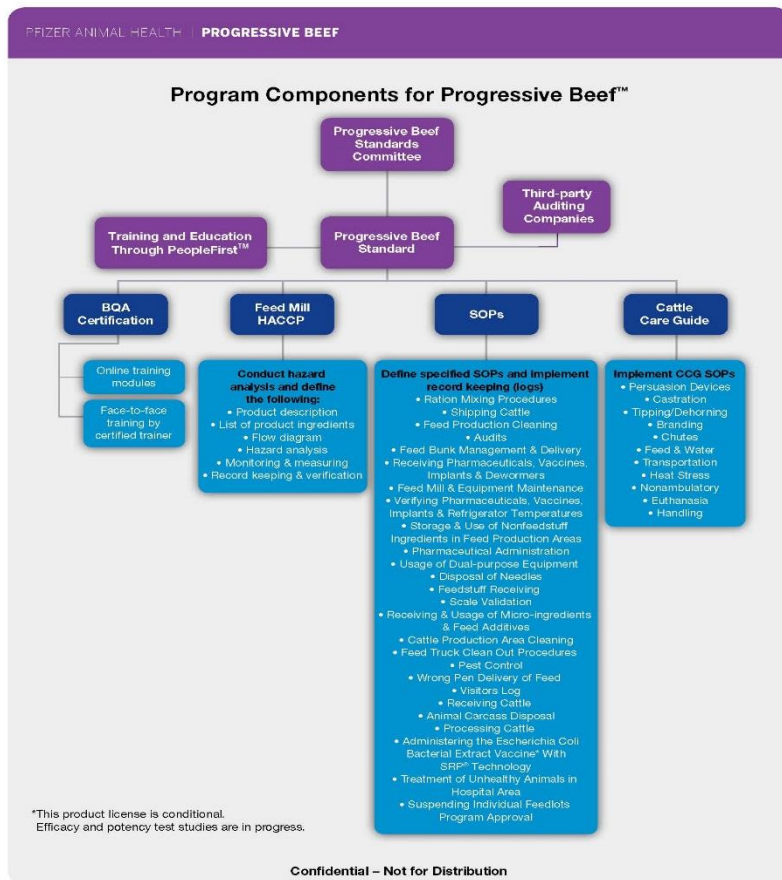 PFIZER ANIMAL HEALTH | PROGRESSIVE BEEF
Program Components for Progressive Beef™
Progressive Beef
Standards
Committee
Third-party
Auditing
Companies
Training and Education
Through PeopleFirst™
Progressive Beef
Standard
BQA
Certification
Online training
modules
Face-to-face
training by
certified trainer
Feed Mill
HACCP
Conduct hazard
analysis and define
the following:
• Product description
• List of product ingredients
• Flow diagram
• Hazard analysis
• Monitoring & measuring
• Record keeping & verification
SOPs
Define specified SOPs and implement
record keeping (logs)
• Ration Mixing Procedures
• Shipping Cattle
• Feed Production Cleaning
• Audits
• Feed Bunk Management & Delivery
• Receiving Pharmaceuticals, Vaccines,
Implants & Dewormers
• Feed Mill & Equipment Maintenance
• Verifying Pharmaceuticals, Vaccines,
Implants & Refrigerator Temperatures
• Storage & Use of Nonfeedstuff
Ingredients in Feed Production Areas
• Pharmaceutical Administration
• Usage of Dual-purpose Equipment
• Disposal of Needles
• Feedstuff Receiving
• Scale Validation
• Receiving & Usage of Micro-ingredients
& Feed Additives
• Cattle Production Area Cleaning
• Feed Truck Clean Out Procedures
• Pest Control
• Wrong Pen Delivery of Feed
• Visitors Log
• Receiving Cattle
• Animal Carcass Disposal
• Processing Cattle
• Administering the Escherichia Coli
Bacterial Extract Vaccine* With
SRP® Technology
• Treatment of Unhealthy Animals in
Hospital Area
• Suspending Individual Feedlots
Program Approval
Cattle
Care Guide
Implement CCG SOPs
• Persuasion Devices
• Castration
• Tipping/Dehorning
• Branding
• Chutes
• Feed & Water
• Transportation
• Heat Stress
• Nonambulatory
• Euthanasia
• Handling
*This product license is conditional.
Efficacy and potency test studies are in progress.
Confidential – Not for Distribution